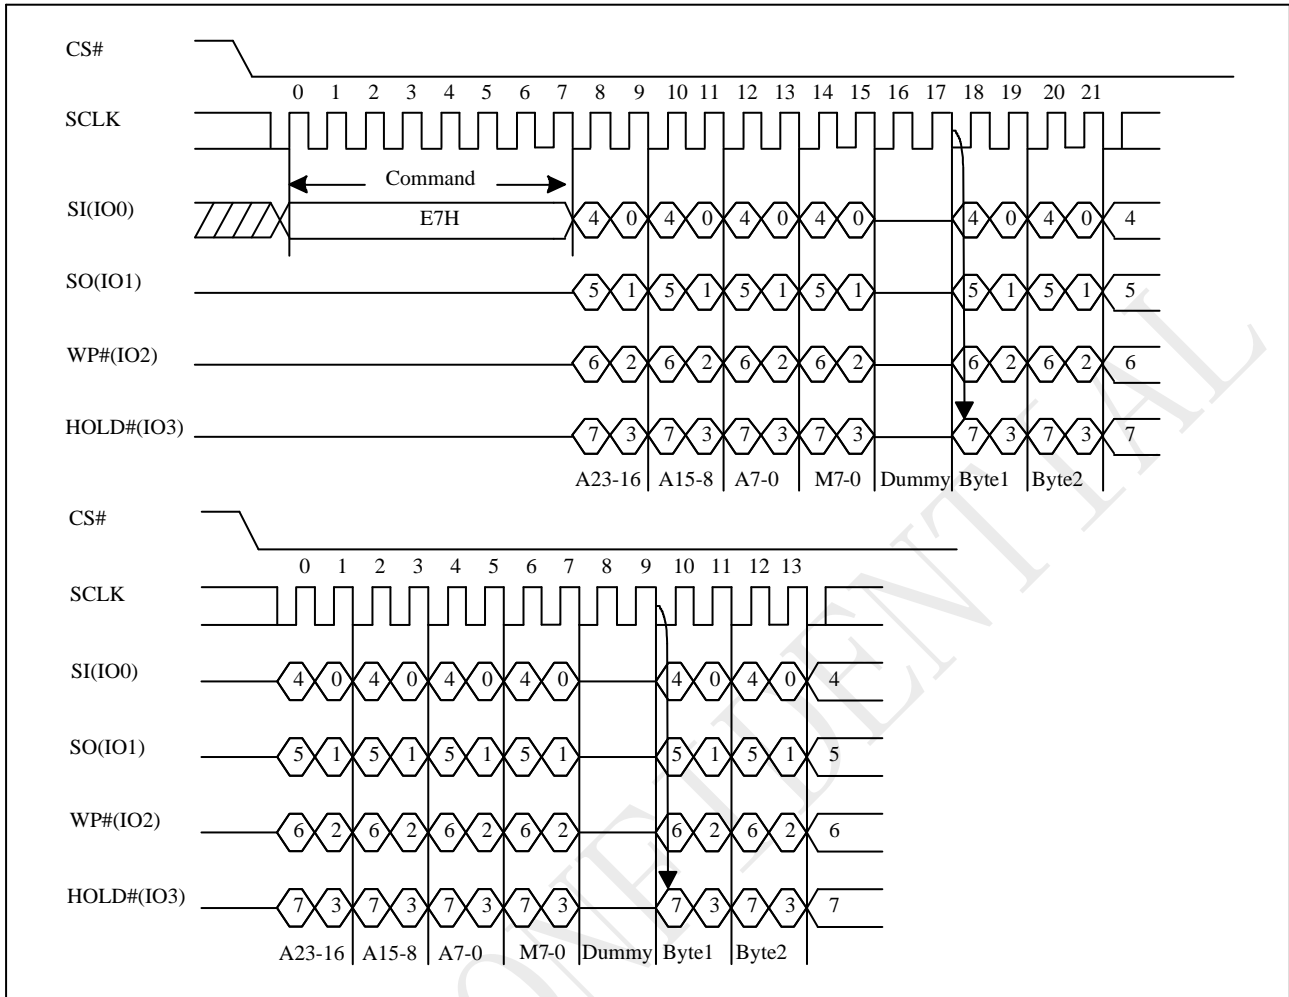 CS#
0 1 2 3 4 5 6 7 8 9 10 11 12 13 14 15 16 17 18 19 20 21
SCLK
Command
SI(IO0) E7H 4 0 4 0 4 0 4 0 4 0 4 0 4
SO(IO1) 5 1 5 1 5 1 5 1 5 1 5 1 5
WP#(IO2) 6 2 6 2 6 2 6 2 6 2 6 2 6
HOLD#(IO3) 7 3 7 3 7 3 7 3 7 3 7 3 7
A23-16 A15-8 A7-0 M7-0 Dummy Byte1 Byte2
CS#
0 1 2 3 4 5 6 7 8 9 10 11 12 13
SCLK
SI(IO0) 4 0 4 0 4 0 4 0 4 0 4 0 4
SO(IO1) 5 1 5 1 5 1 5 1 5 1 5 1 5
WP#(IO2) 6 2 6 2 6 2 6 2 6 2 6 2 6
HOLD#(IO3) 7 3 7 3 7 3 7 3 7 3 7 3 7
A23-16 A15-8 A7-0 M7-0 Dummy Byte1 Byte2